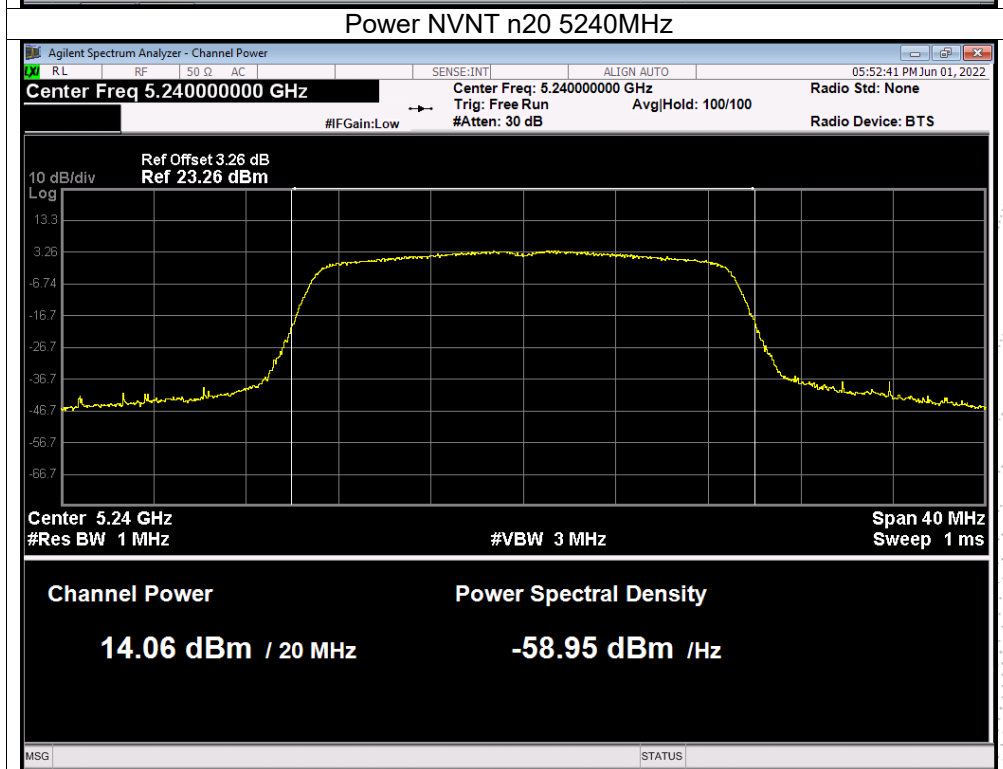 Power NVNT n20 5240MHz
Agilent Spectrum Analyzer - Channel Power
LXI RL RF 50 Ω AC SENSE:INT ALIGN AUTO 05:52:41 PM Jun 01, 2022
Center Freq 5.240000000 GHz Center Freq: 5.240000000 GHz Radio Std: None
Trig: Free Run Avg|Hold: 100/100
#IFGain:Low #Atten: 30 dB Radio Device: BTS
Ref Offset 3.26 dB
10 dB/div Ref 23.26 dBm
Log
13.3
3.26
-6.74
-16.7
-26.7
-36.7
-46.7
-56.7
-66.7
Center 5.24 GHz Span 40 MHz
#Res BW 1 MHz #VBW 3 MHz Sweep 1 ms
Channel Power Power Spectral Density
14.06 dBm / 20 MHz -58.95 dBm /Hz
MSG STATUS